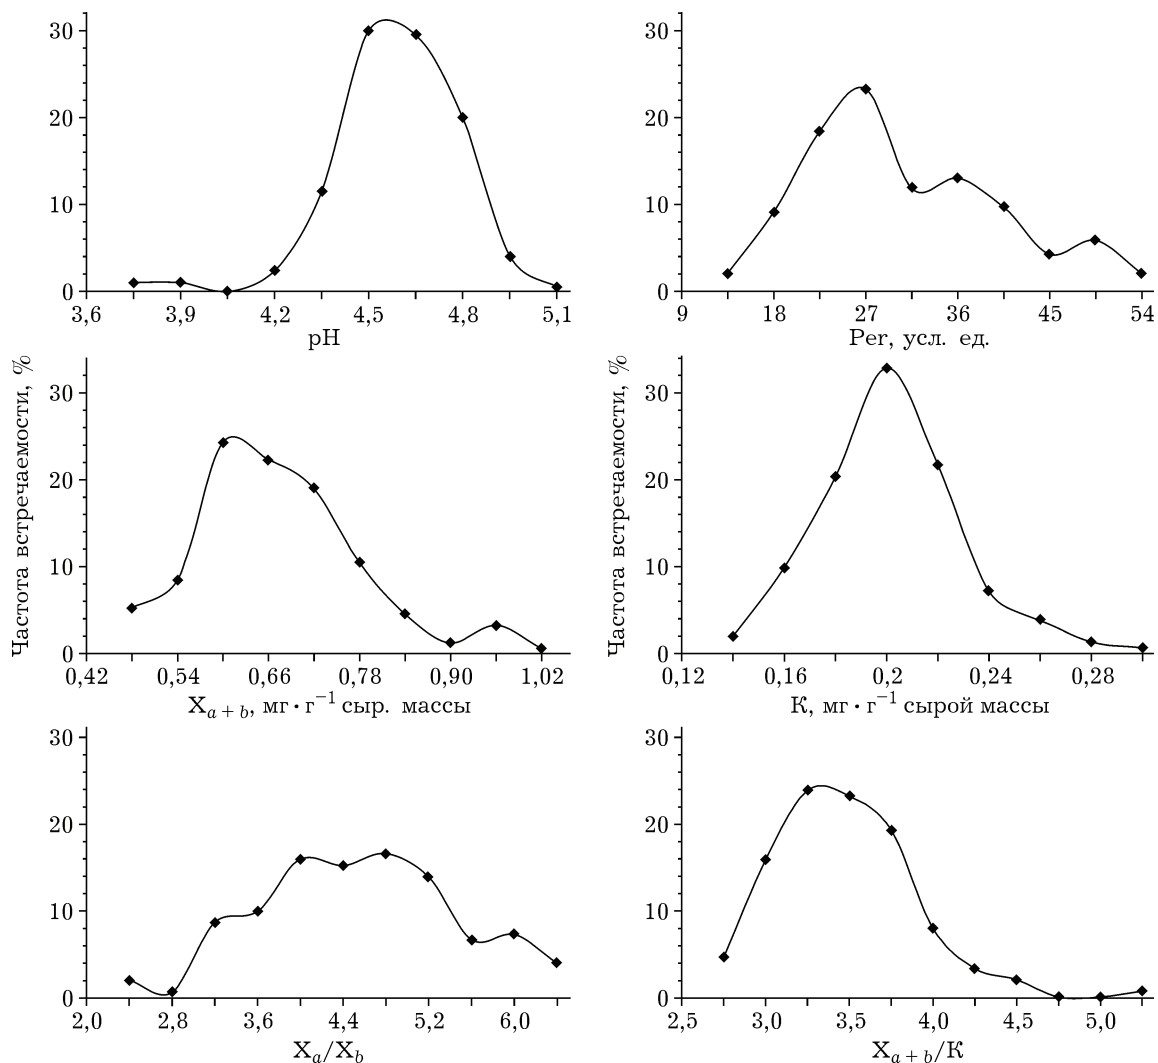 30
20
10
0
3,6 3,9 4,2 4,5 4,8 5,1
pH
30
20
10
0
9 18 27 36 45 54
Per, усл. ед.
Частота встречаемости, %
30
20
10
0
0,42 0,54 0,66 0,78 0,90 1,02
X a + b, мг · г−1 сыр. массы
Частота встречаемости, %
30
20
10
0
0,12 0,16 0,2 0,24 0,28
К, мг · г−1 сырой массы
30
20
10
0
2,0 2,8 3,6 4,4 5,2 6,0
Xa/Xb
30
20
10
0
2,5 3,0 3,5 4,0 4,5 5,0
Xa + b/К